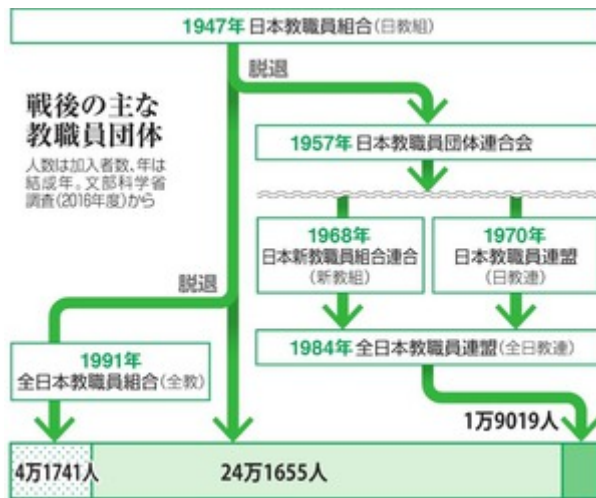 1947年 日本教職員組合(日教組)
脱退
戦後の主な
教職員団体
人数は加入者数、年は
結成年。文部科学省
調査(2016年度)から
1957年 日本教職員団体連合会
1968年
日本新教職員組合連合
(新教組)
1970年
日本教職員連盟
(日教連)
脱退
1984年 全日本教職員連盟(全日教連)
1991年
全日本教職員組合(全教)
1万9019人
4万1741人
24万1655人